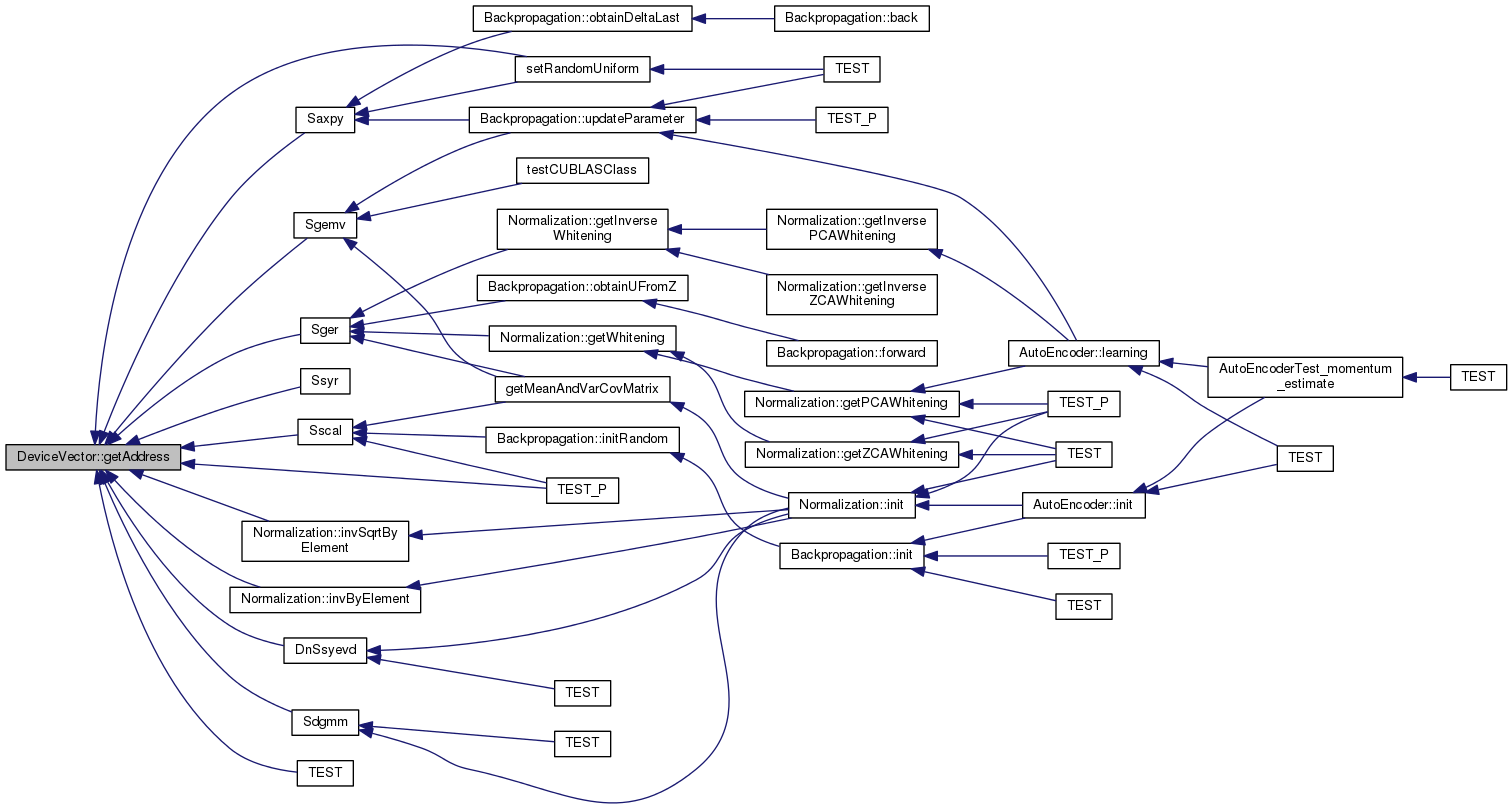 Backpropagation::obtainDeltaLast
Backpropagation::back
setRandomUniform
TEST
Saxpy
Backpropagation::updateParameter
TEST_P
testCUBLASClass
Sgemv
Normalization::getInverse
Whitening
Normalization::getInverse
PCAWhitening
Backpropagation::obtainUFromZ
Normalization::getInverse
ZCAWhitening
Sger
Normalization::getWhitening
Backpropagation::forward
AutoEncoder::learning
AutoEncoderTest_momentum
_estimate
TEST
Ssyr
getMeanAndVarCovMatrix
Normalization::getPCAWhitening
TEST_P
Sscal
Backpropagation::initRandom
Normalization::getZCAWhitening
TEST
TEST
DeviceVector::getAddress
TEST_P
Normalization::init
AutoEncoder::init
Normalization::invSqrtBy
Element
Backpropagation::init
TEST_P
Normalization::invByElement
TEST
DnSsyevd
TEST
Sdgmm
TEST
TEST